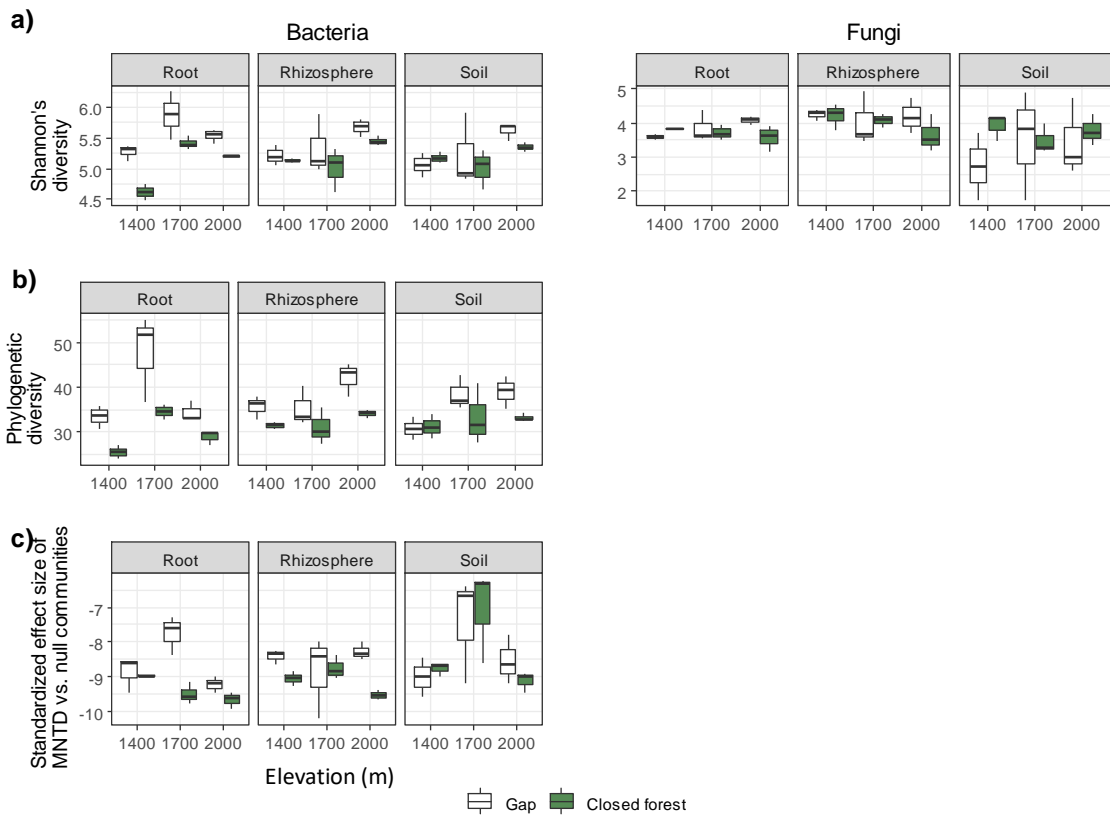 a)
Bacteria
Fungi
Root
Rhizosphere
Soil
Root
Rhizosphere
Soil
Shannon's
diversity
6.0
5.5
5.0
4.5
5
4
3
2
1400 1700 2000
1400 1700 2000
1400 1700 2000
1400 1700 2000
1400 1700 2000
1400 1700 2000
b)
Root
Rhizosphere
Soil
Phylogenetic
diversity
50
40
30
1400 1700 2000
1400 1700 2000
1400 1700 2000
c)
Root
Rhizosphere
Soil
Standardized effect size of
MNTD vs. null communities
-7
-8
-9
-10
1400 1700 2000
1400 1700 2000
1400 1700 2000
Elevation (m)
Gap Closed forest